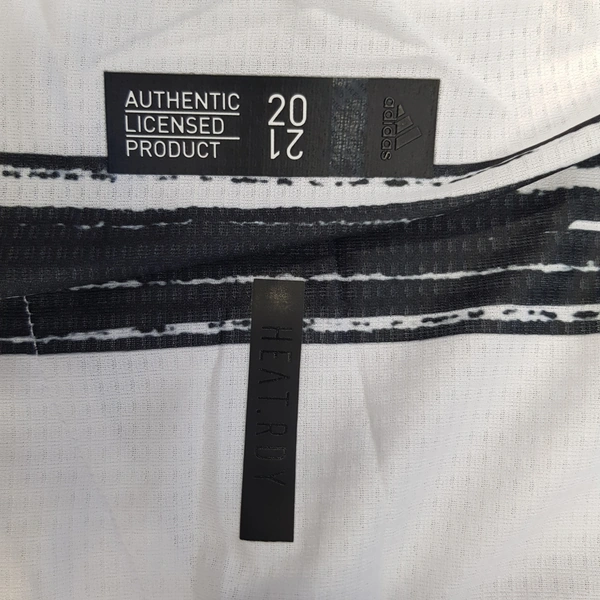 AUTHENTIC
LICENSED
PRODUCT
20
21
adidas
HEAT.RDY